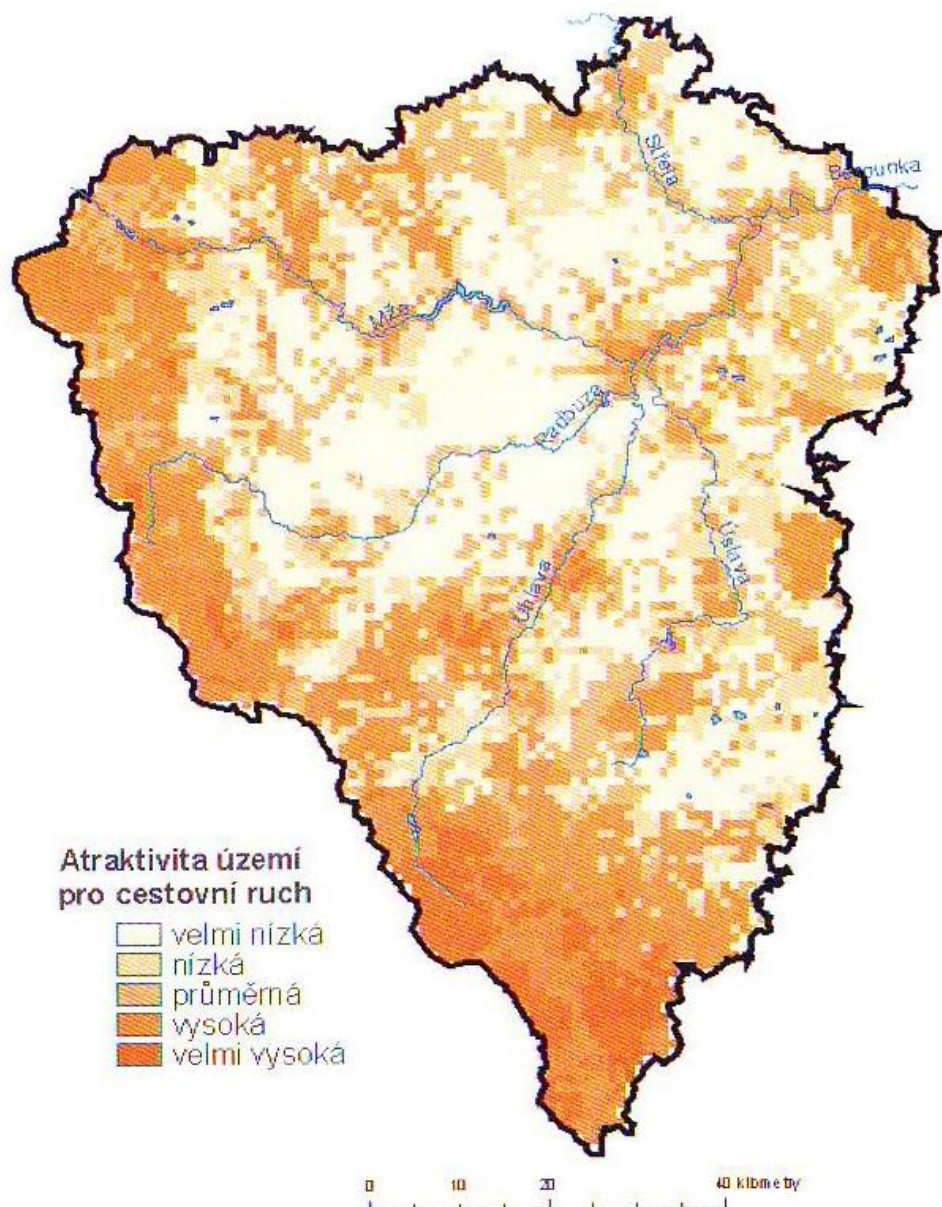 Střela
Berounka
Mže
Radbuza
Úhlava
Úslava
Atraktivita území
pro cestovní ruch
velmi nízká
nízká
průměrná
vysoká
velmi vysoká
0 10 20 40 kilometry